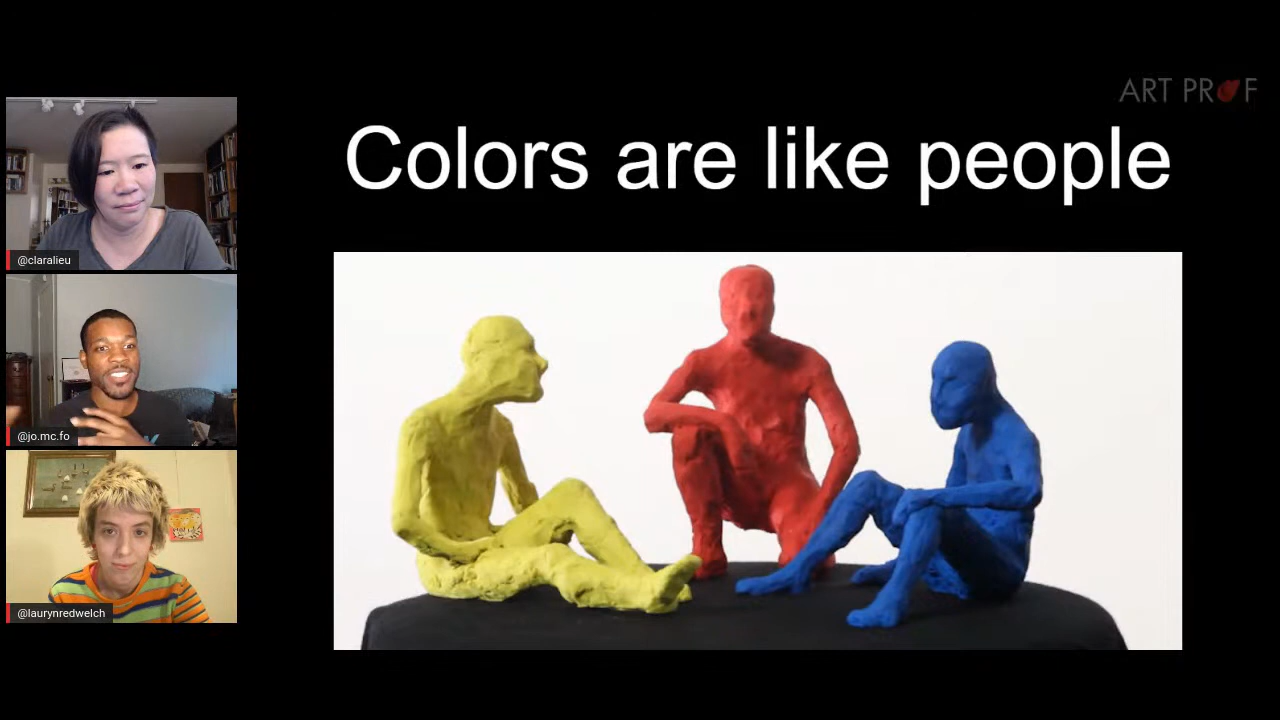 ART PROF
Colors are like people
@claralieu
@jo.mc.fo
@laurynredwelch